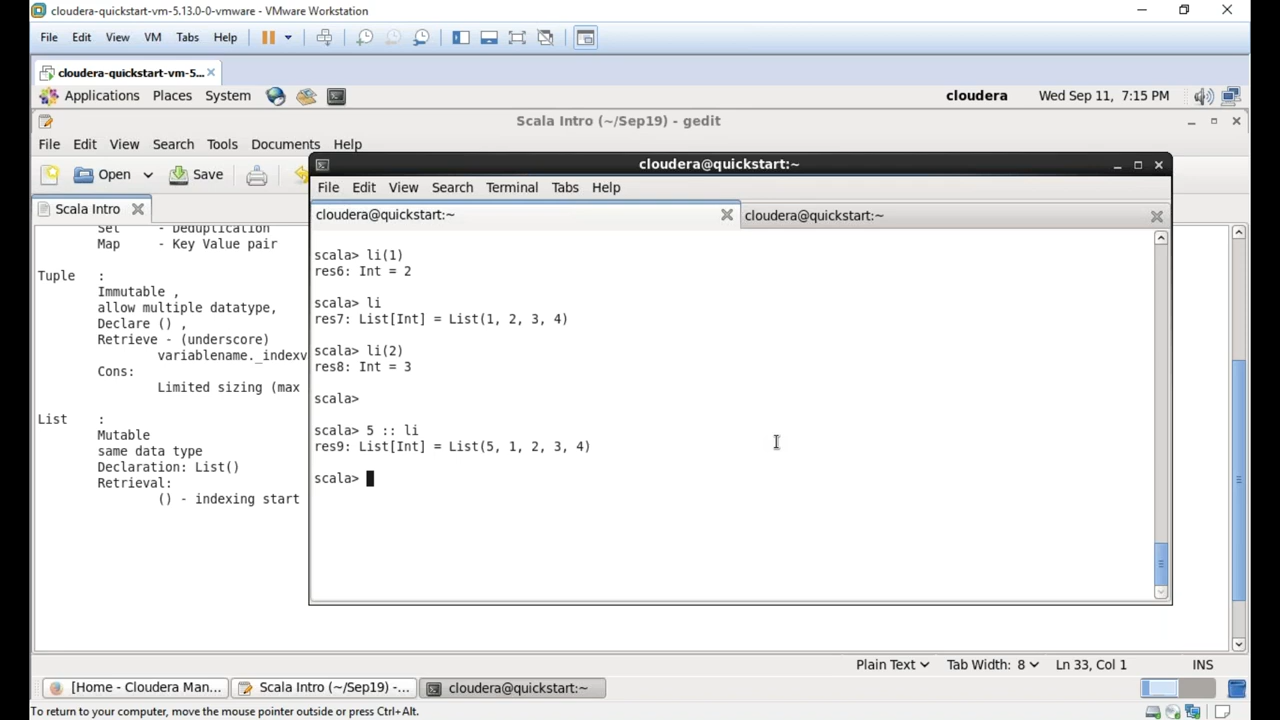 cloudera-quickstart-vm-5.13.0-0-vmware - VMware Workstation
File Edit View VM Tabs Help
cloudera-quickstart-vm-5...
Applications Places System cloudera Wed Sep 11, 7:15 PM
Scala Intro (~/Sep19) - gedit
File Edit View Search Tools Documents Help
Open Save
Scala Intro
Set - Deduplication
Map - Key Value pair
Tuple :
Immutable ,
allow multiple datatype,
Declare () ,
Retrieve - (underscore)
variablename._indexv
Cons:
Limited sizing (max
List :
Mutable
same data type
Declaration: List()
Retrieval:
() - indexing start
cloudera@quickstart:~
File Edit View Search Terminal Tabs Help
cloudera@quickstart:~ cloudera@quickstart:~
scala> li(1)
res6: Int = 2
scala> li
res7: List[Int] = List(1, 2, 3, 4)
scala> li(2)
res8: Int = 3
scala>
scala> 5 :: li
res9: List[Int] = List(5, 1, 2, 3, 4)
scala>
Plain Text Tab Width: 8 Ln 33, Col 1 INS
[Home - Cloudera Man... Scala Intro (~/Sep19) -... cloudera@quickstart:~
To return to your computer, move the mouse pointer outside or press Ctrl+Alt.